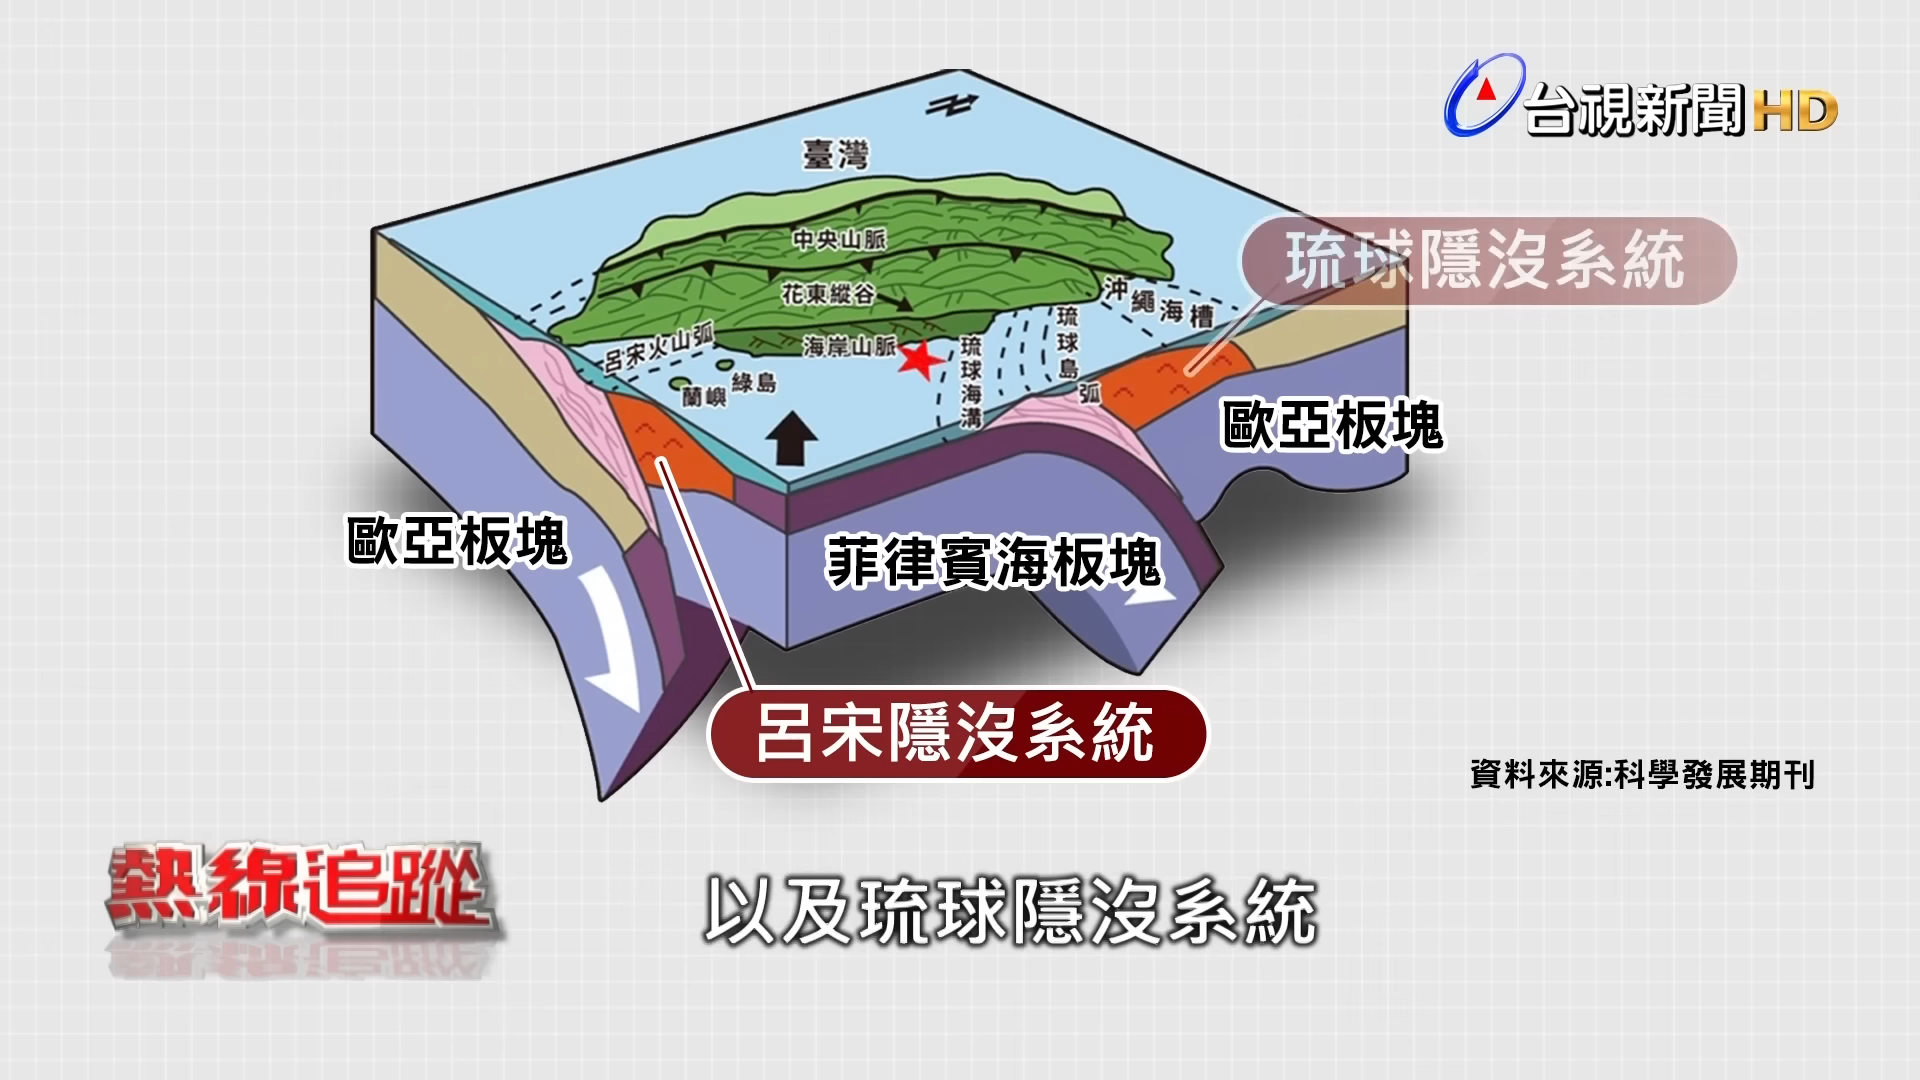 台視新聞HD
臺灣
中央山脈
花東縱谷
海岸山脈
呂宋火山弧
綠島
蘭嶼
琉球海溝
琉球島弧
沖繩海槽
琉球隱沒系統
歐亞板塊
歐亞板塊
菲律賓海板塊
呂宋隱沒系統
資料來源:科學發展期刊
熱線追蹤
以及琉球隱沒系統